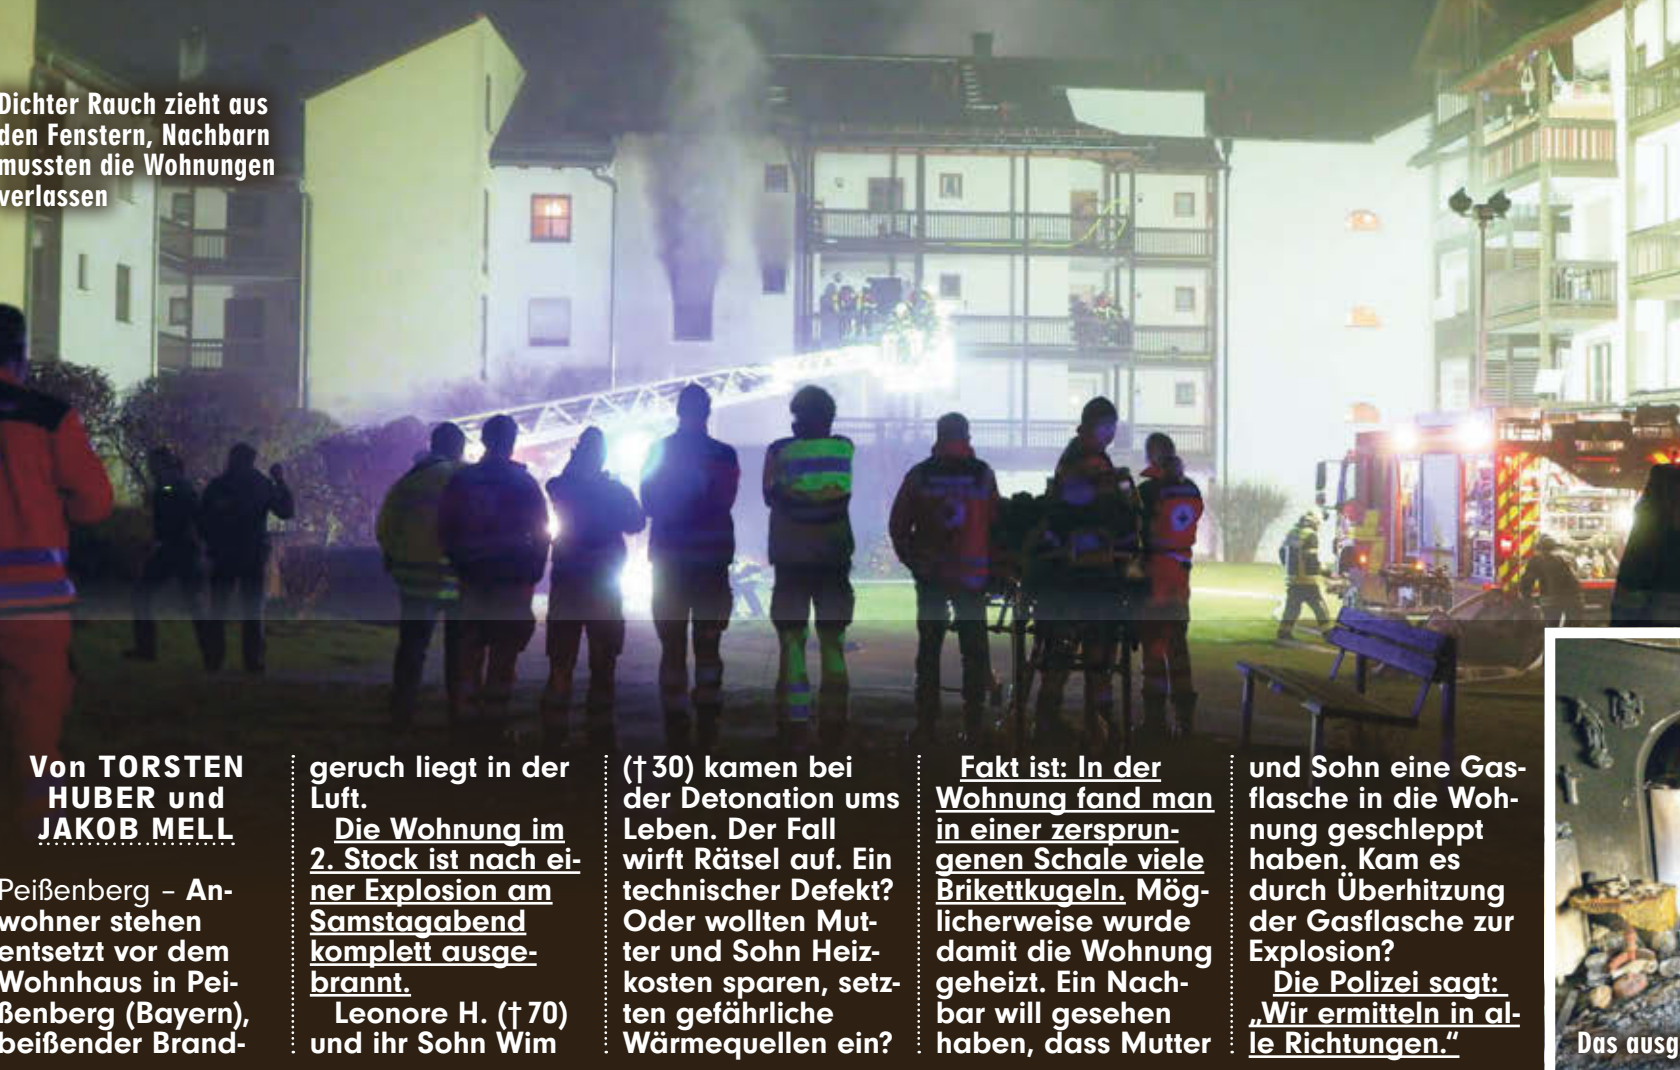 Dichter Rauch zieht aus
den Fenstern, Nachbarn
mussten die Wohnungen
verlassen
Von TORSTEN
HUBER und
JAKOB MELL
Peißenberg – An-
wohner stehen
entsetzt vor dem
Wohnhaus in Pei-
ßenberg (Bayern),
beißender Brand-
geruch liegt in der
Luft.
Die Wohnung im
2. Stock ist nach ei-
ner Explosion am
Samstagabend
komplett ausge-
brannt.
Leonore H. († 70)
und ihr Sohn Wim
(† 30) kamen bei
der Detonation ums
Leben. Der Fall
wirft Rätsel auf. Ein
technischer Defekt?
Oder wollten Mut-
ter und Sohn Heiz-
kosten sparen, setz-
ten gefährliche
Wärmequellen ein?
Fakt ist: In der
Wohnung fand man
in einer zersprun-
genen Schale viele
Brikettkugeln. Mög-
licherweise wurde
damit die Wohnung
geheizt. Ein Nach-
bar will gesehen
haben, dass Mutter
und Sohn eine Gas-
flasche in die Woh-
nung geschleppt
haben. Kam es
durch Überhitzung
der Gasflasche zur
Explosion?
Die Polizei sagt:
„Wir ermitteln in al-
le Richtungen.“
Das ausg